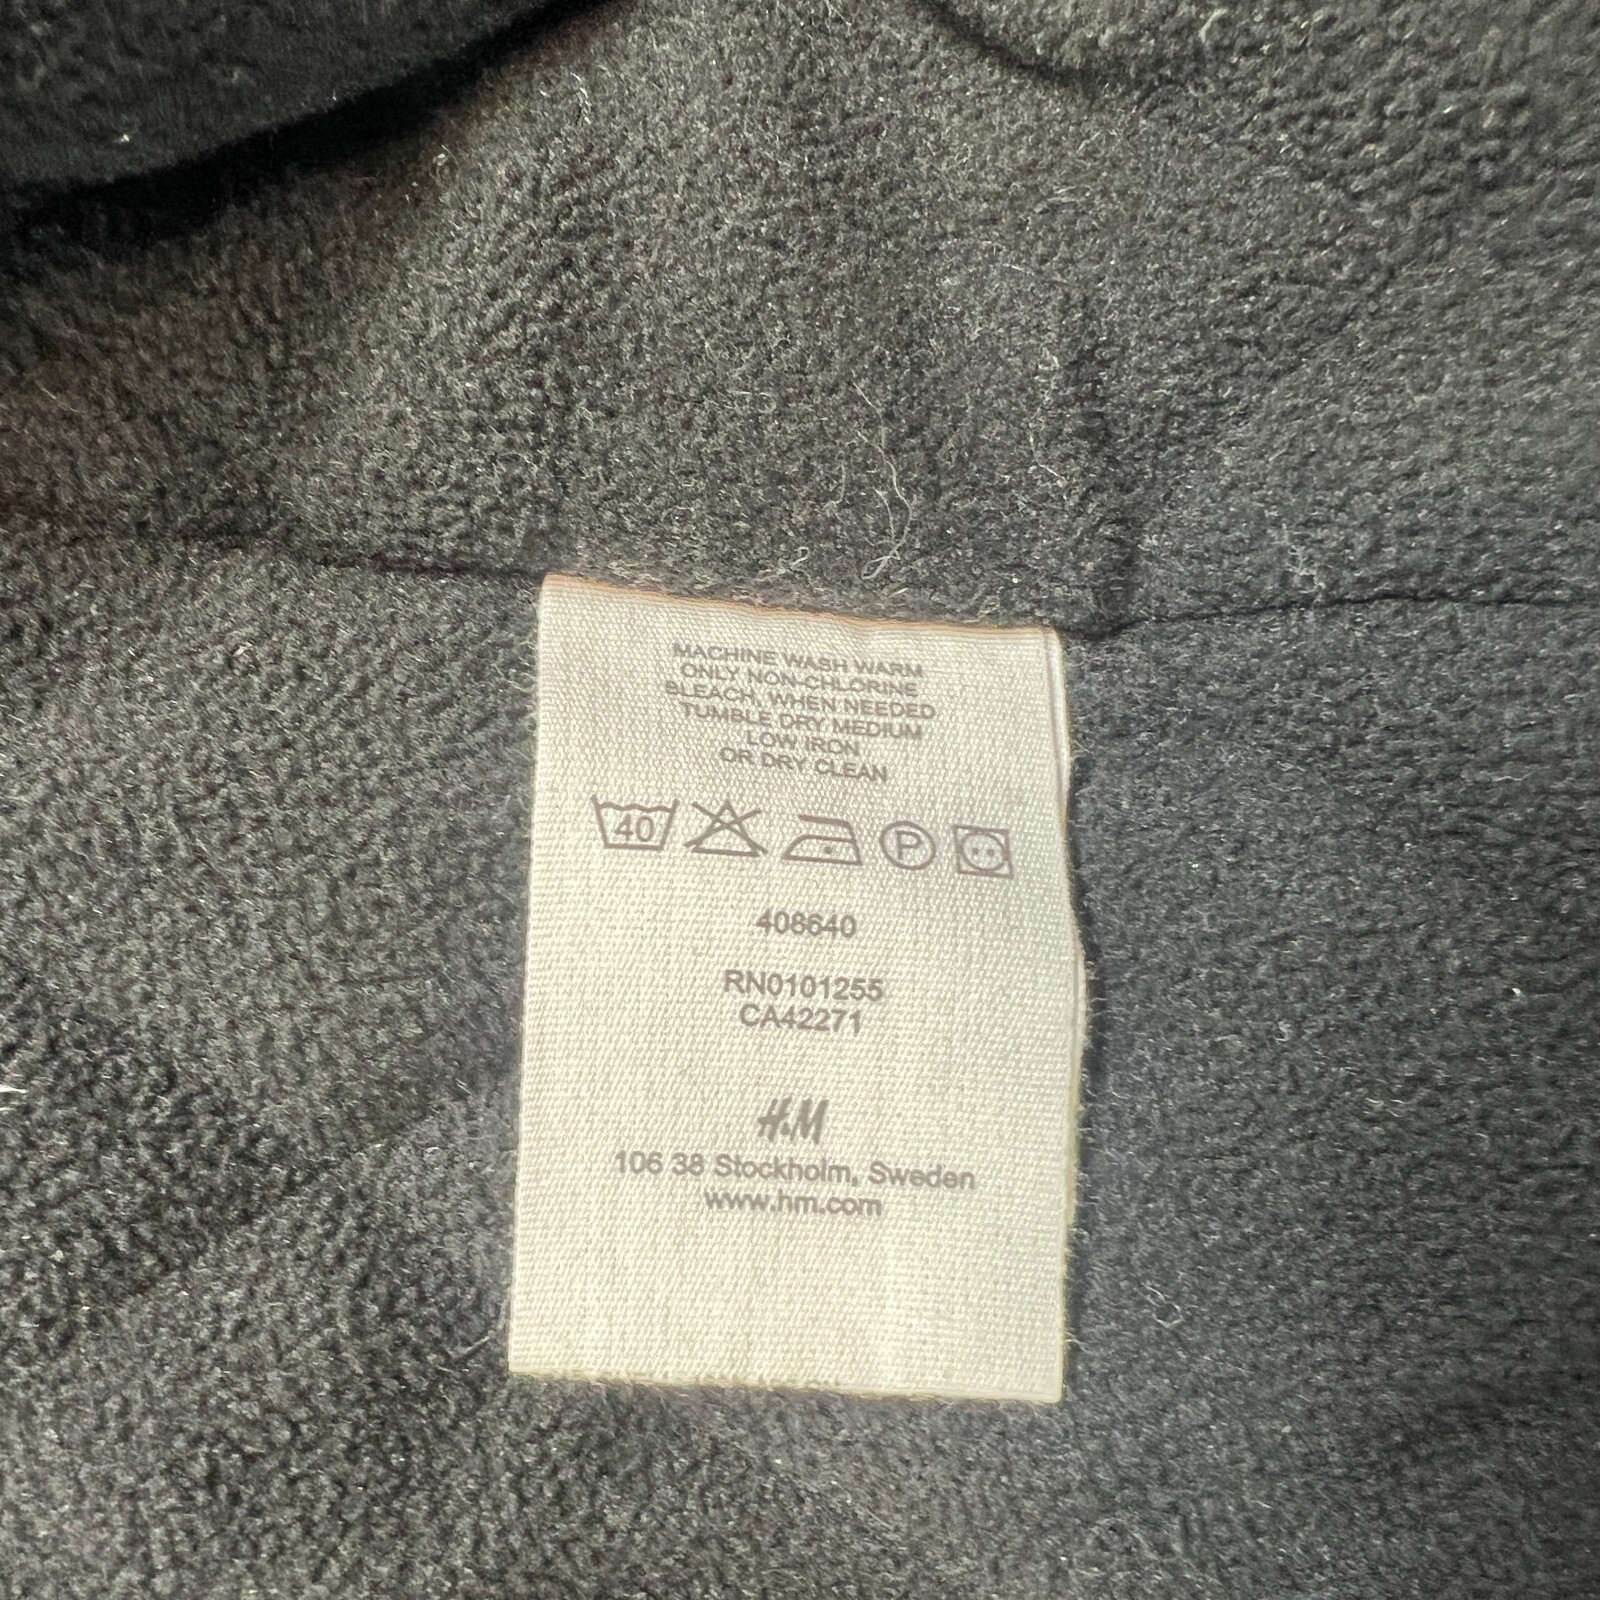 MACHINE WASH WARM
ONLY NON-CHLORINE
BLEACH, WHEN NEEDED
TUMBLE DRY MEDIUM
LOW IRON
OR DRY CLEAN
40
P
408640
RN0101255
CA42271
H&M
106 38 Stockholm, Sweden
www.hm.com